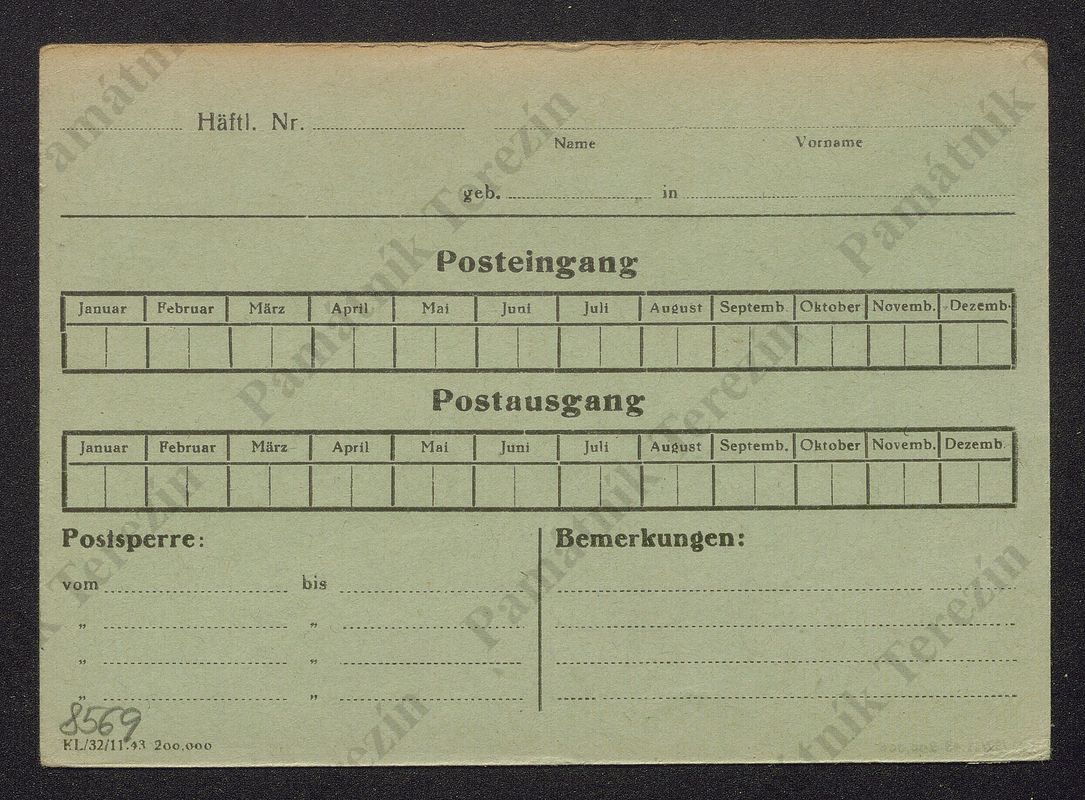 Häftl. Nr.
Name Vorname
geb. in
Posteingang
Januar Februar März April Mai Juni Juli August Septemb. Oktober Novemb. Dezemb.
Postausgang
Januar Februar März April Mai Juni Juli August Septemb. Oktober Novemb. Dezemb.
Postsperre: Bemerkungen:
vom bis
„ „
„ „
„ „
8569
KL/32/11.43 200.000
Památník Terezín